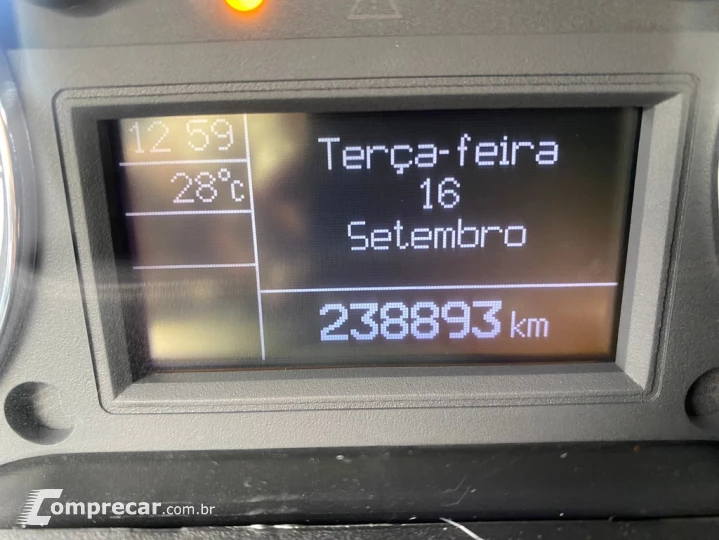 12 59
28°C
Terça-feira
16
Setembro
238893 km
Comprecar.com.br